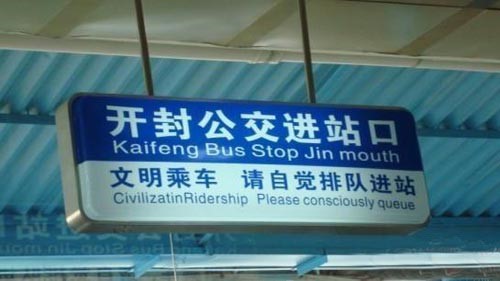 开封公交进站口
Kaifeng Bus Stop Jin mouth
文明乘车 请自觉排队进站
CivilizatinRidership Please consciously queue